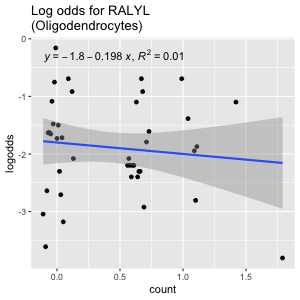 Log odds for RALYL
(Oligodendrocytes)
y = −1.8 − 0.198 x, R² = 0.01
0
-1
-2
-3
logodds
0.0 0.5 1.0 1.5
count